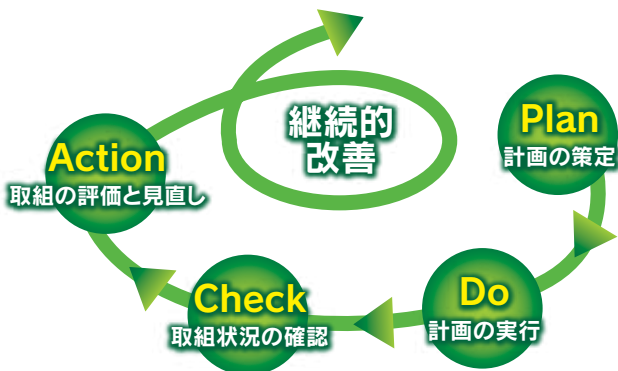 継続的
改善
Plan
計画の策定
Do
計画の実行
Check
取組状況の確認
Action
取組の評価と見直し